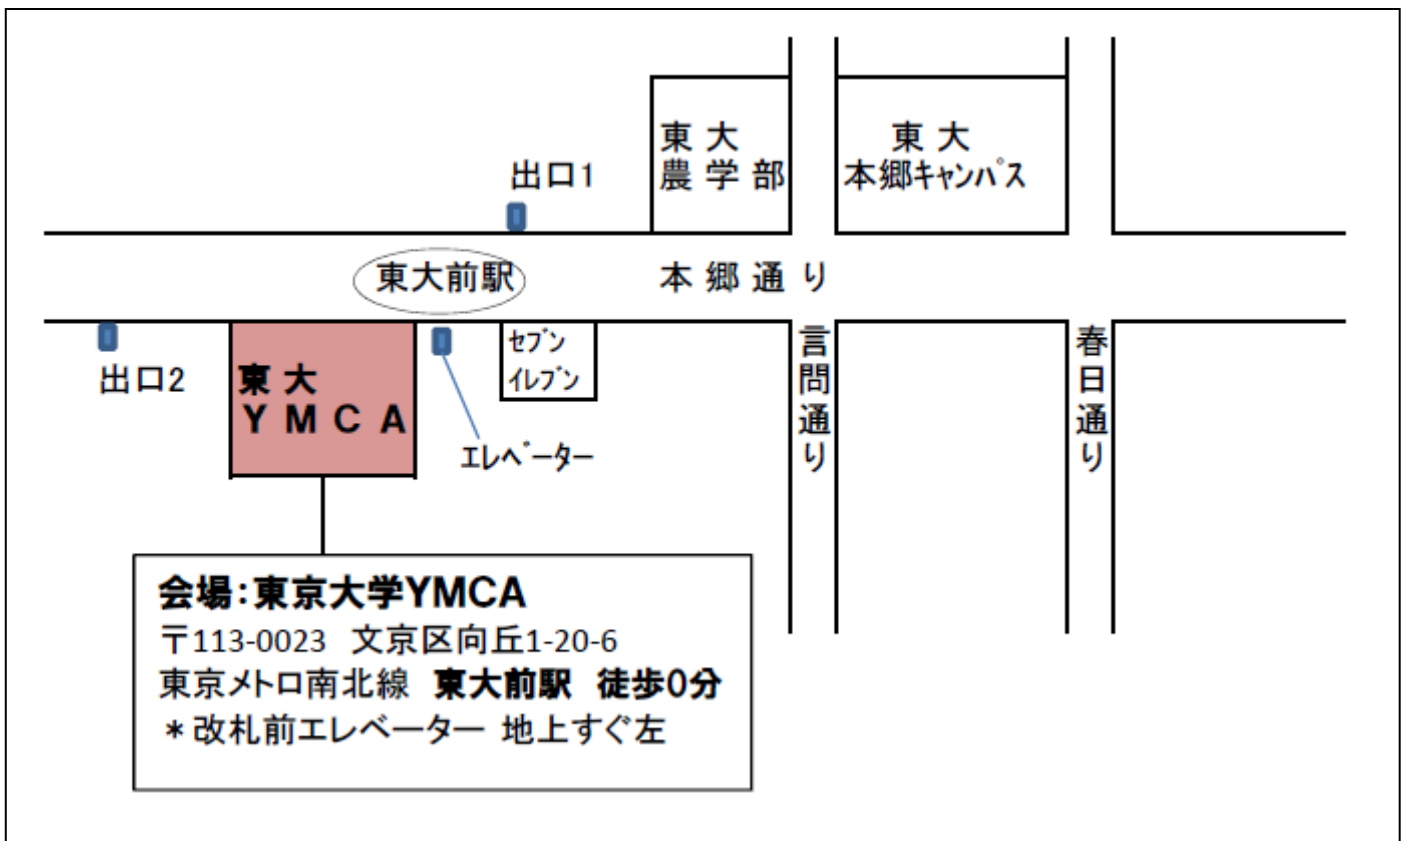 東大
農学部
東大
本郷キャンパス
出口1
東大前駅
本郷通り
出口2
東大
YMCA
セブン
イレブン
エレベーター
言問通り
春日通り
会場：東京大学YMCA
〒113-0023 文京区向丘1-20-6
東京メトロ南北線 東大前駅 徒歩0分
＊改札前エレベーター 地上すぐ左